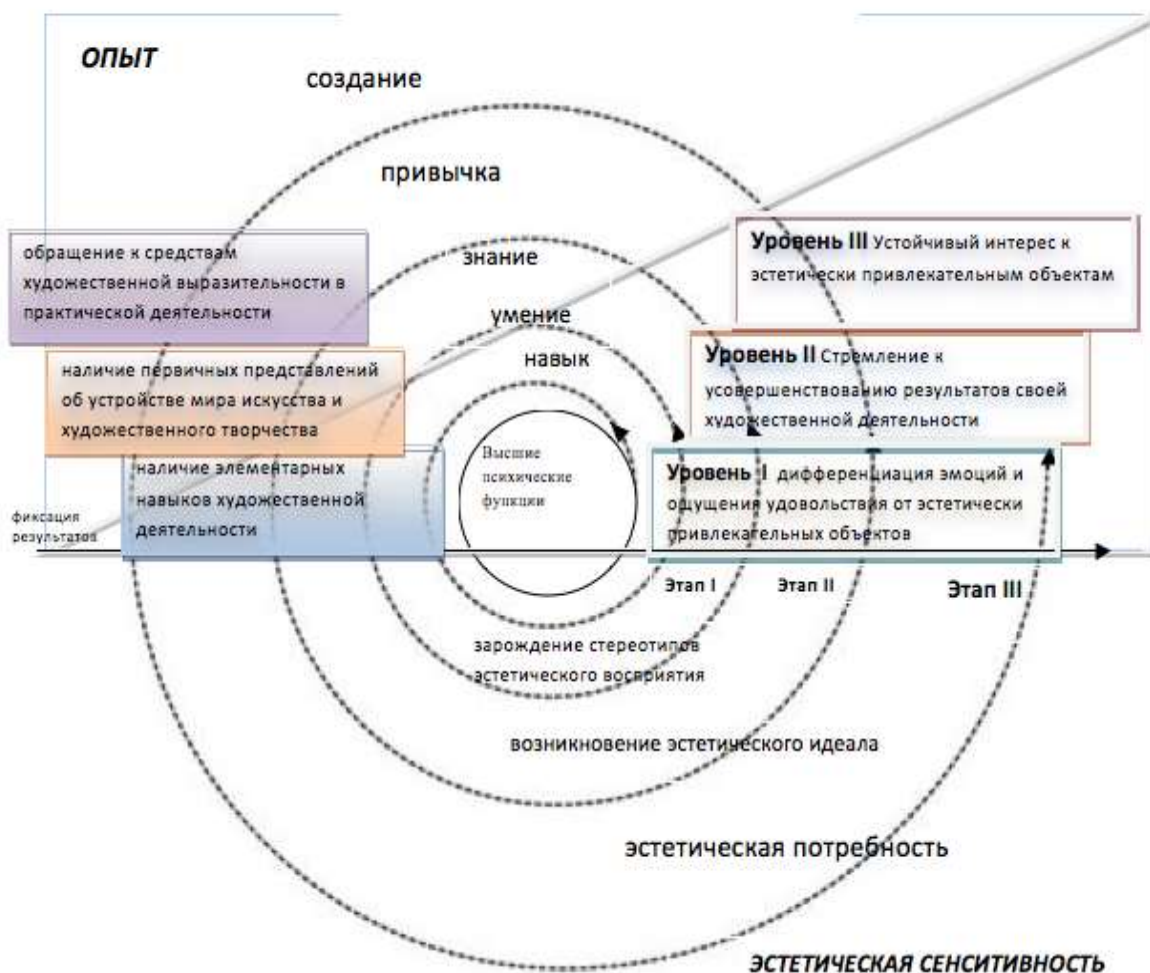 ОПЫТ
создание
привычка
знание
умение
навык
обращение к средствам
художественной выразительности в
практической деятельности
наличие первичных представлений
об устройстве мира искусства и
художественного творчества
наличие элементарных
навыков художественной
деятельности
фиксация
результатов
Высшие
психические
функции
Уровень III Устойчивый интерес к
эстетически привлекательным объектам
Уровень II Стремление к
усовершенствованию результатов своей
художественной деятельности
Уровень I дифференциация эмоций и
ощущения удовольствия от эстетически
привлекательных объектов
Этап I
Этап II
Этап III
зарождение стереотипов
эстетического восприятия
возникновение эстетического идеала
эстетическая потребность
ЭСТЕТИЧЕСКАЯ СЕНСИТИВНОСТЬ